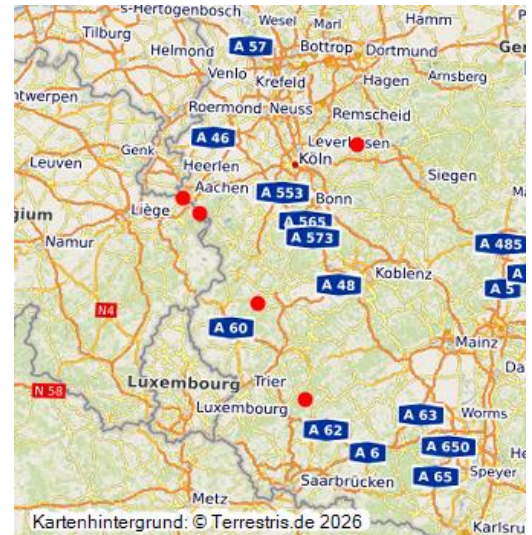 's-Hertogenbosch
Wesel
Marl
Hamm
Tilburg
A 57
Bottrop
Dortmund
Helmond
Ger
Venlo
Krefeld
Hagen
Arnsberg
ntwerpen
Roermond
Neuss
Remscheid
A 46
Genk
Leverkusen
Leuven
Heerlen
Köln
Aachen
Siegen
A 553
Liège
Bonn
gium
A 565
Namur
A 573
A 485
A 48
Koblenz
A
A 5
N4
A 60
Mainz
Da
Luxembourg
Trier
N 58
Luxembourg
A 63
Worms
A 62
A 650
He
A 6
Speyer
Saarbrücken
A 65
Metz
Karlsru
Kartenhintergrund: © Terrestris.de 2026